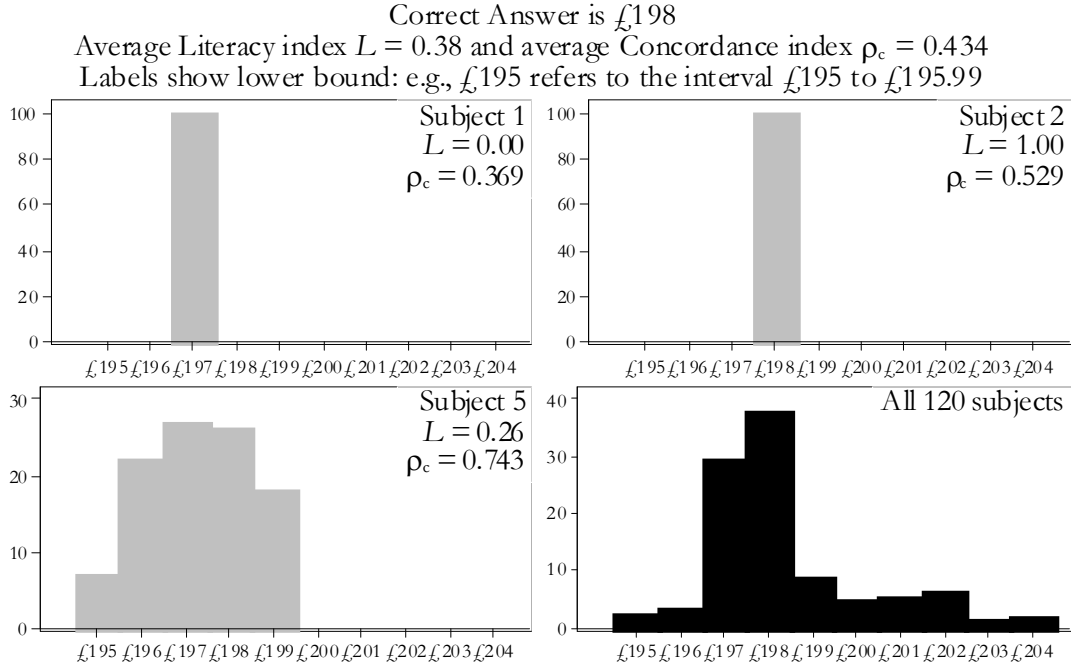 Correct Answer is £198
Average Literacy index L = 0.38 and average Concordance index ρc = 0.434
Labels show lower bound: e.g., £195 refers to the interval £195 to £195.99
100
80
60
40
20
0
Subject 1
L = 0.00
ρc = 0.369
£195 £196 £197 £198 £199 £200 £201 £202 £203 £204
100
80
60
40
20
0
Subject 2
L = 1.00
ρc = 0.529
£195 £196 £197 £198 £199 £200 £201 £202 £203 £204
30
20
10
0
Subject 5
L = 0.26
ρc = 0.743
£195 £196 £197 £198 £199 £200 £201 £202 £203 £204
40
30
20
10
0
All 120 subjects
£195 £196 £197 £198 £199 £200 £201 £202 £203 £204